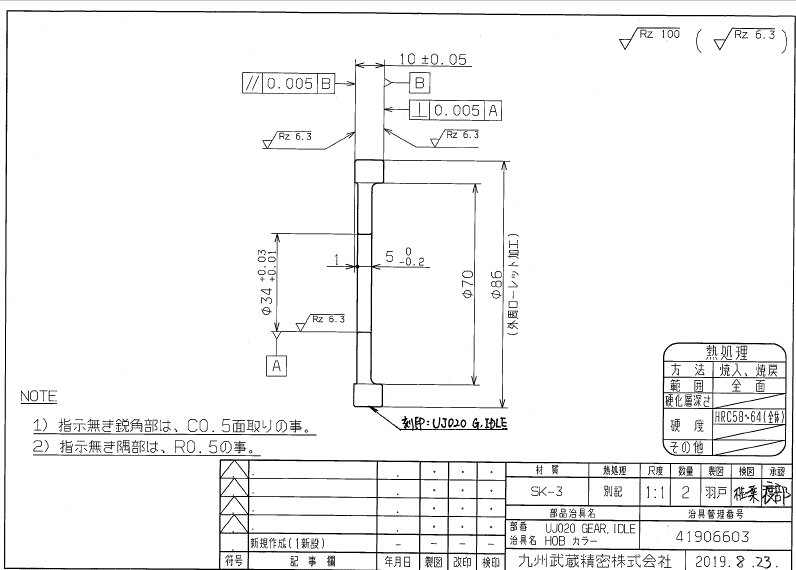 Rz 100 ( Rz 6.3 )
10 ±0.05
// 0.005 B
B
⊥ 0.005 A
Rz 6.3
Rz 6.3
1
5 0 -0.2
φ34 +0.03 +0.01
φ70
φ86
(外周ローレット加工)
Rz 6.3
A
刻印:UJ020 G.IDLE
NOTE
1) 指示無き鋭角部は、C0.5面取りの事。
2) 指示無き隅部は、R0.5の事。
熱処理
方法 焼入、焼戻
範囲 全面
硬化層深さ
硬度 HRC58~64(全体)
その他
材質 熱処理 尺度 数量 製図 検図 承認
SK-3 別記 1:1 2 羽戸
部品治具名 治具管理番号
部番 UJ020 GEAR, IDLE
治具名 HOB カラー
41906603
新規作成(1新設) － － － －
符号 記事欄 年月日 製図 改印 検印
九州武蔵精密株式会社 2019.8.23.